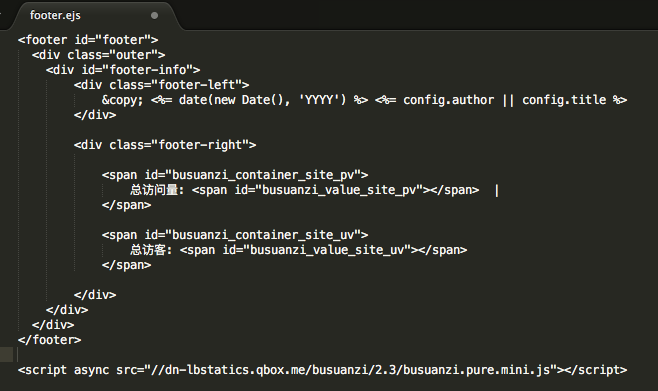 footer.ejs
<footer id="footer">
<div class="outer">
<div id="footer-info">
<div class="footer-left">
&copy; <%= date(new Date(), 'YYYY') %> <%= config.author || config.title %>
</div>
<div class="footer-right">
<span id="busuanzi_container_site_pv">
总访问量: <span id="busuanzi_value_site_pv"></span> |
</span>
<span id="busuanzi_container_site_uv">
总访客: <span id="busuanzi_value_site_uv"></span>
</span>
</div>
</div>
</div>
</footer>
<script async src="//dn-lbstatics.qbox.me/busuanzi/2.3/busuanzi.pure.mini.js"></script>